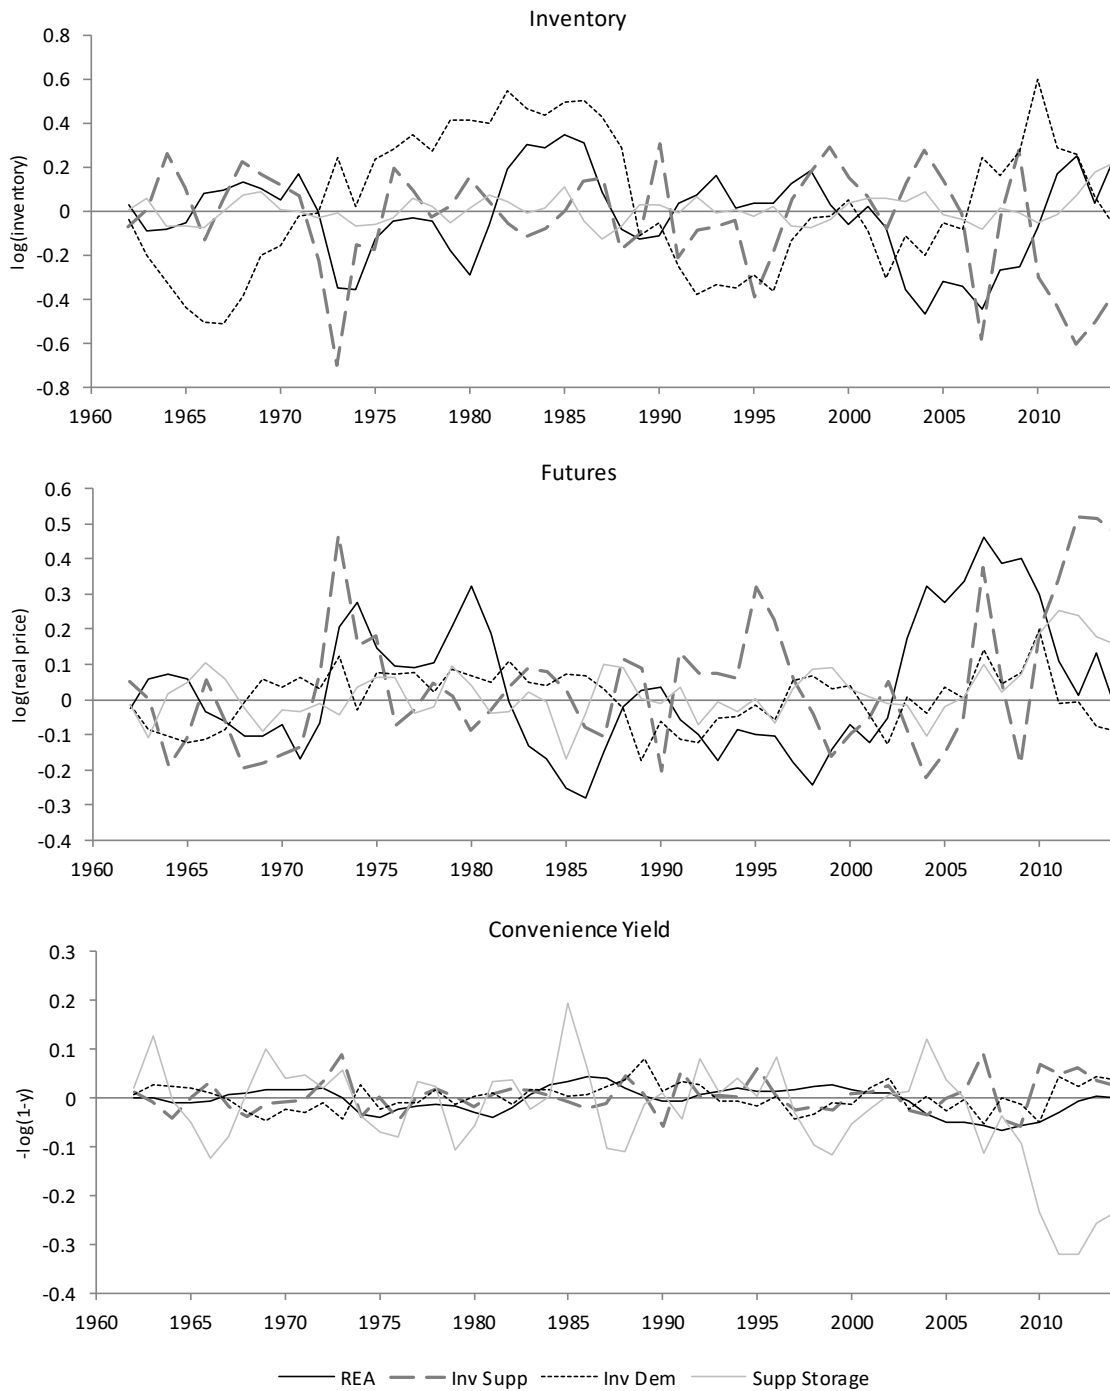 Inventory
log(inventory)
0.8
0.6
0.4
0.2
0
-0.2
-0.4
-0.6
-0.8
1960 1965 1970 1975 1980 1985 1990 1995 2000 2005 2010
Futures
log(real price)
0.6
0.5
0.4
0.3
0.2
0.1
0
-0.1
-0.2
-0.3
-0.4
1960 1965 1970 1975 1980 1985 1990 1995 2000 2005 2010
Convenience Yield
-log(1-y)
0.3
0.2
0.1
0
-0.1
-0.2
-0.3
-0.4
1960 1965 1970 1975 1980 1985 1990 1995 2000 2005 2010
REA Inv Supp Inv Dem Supp Storage